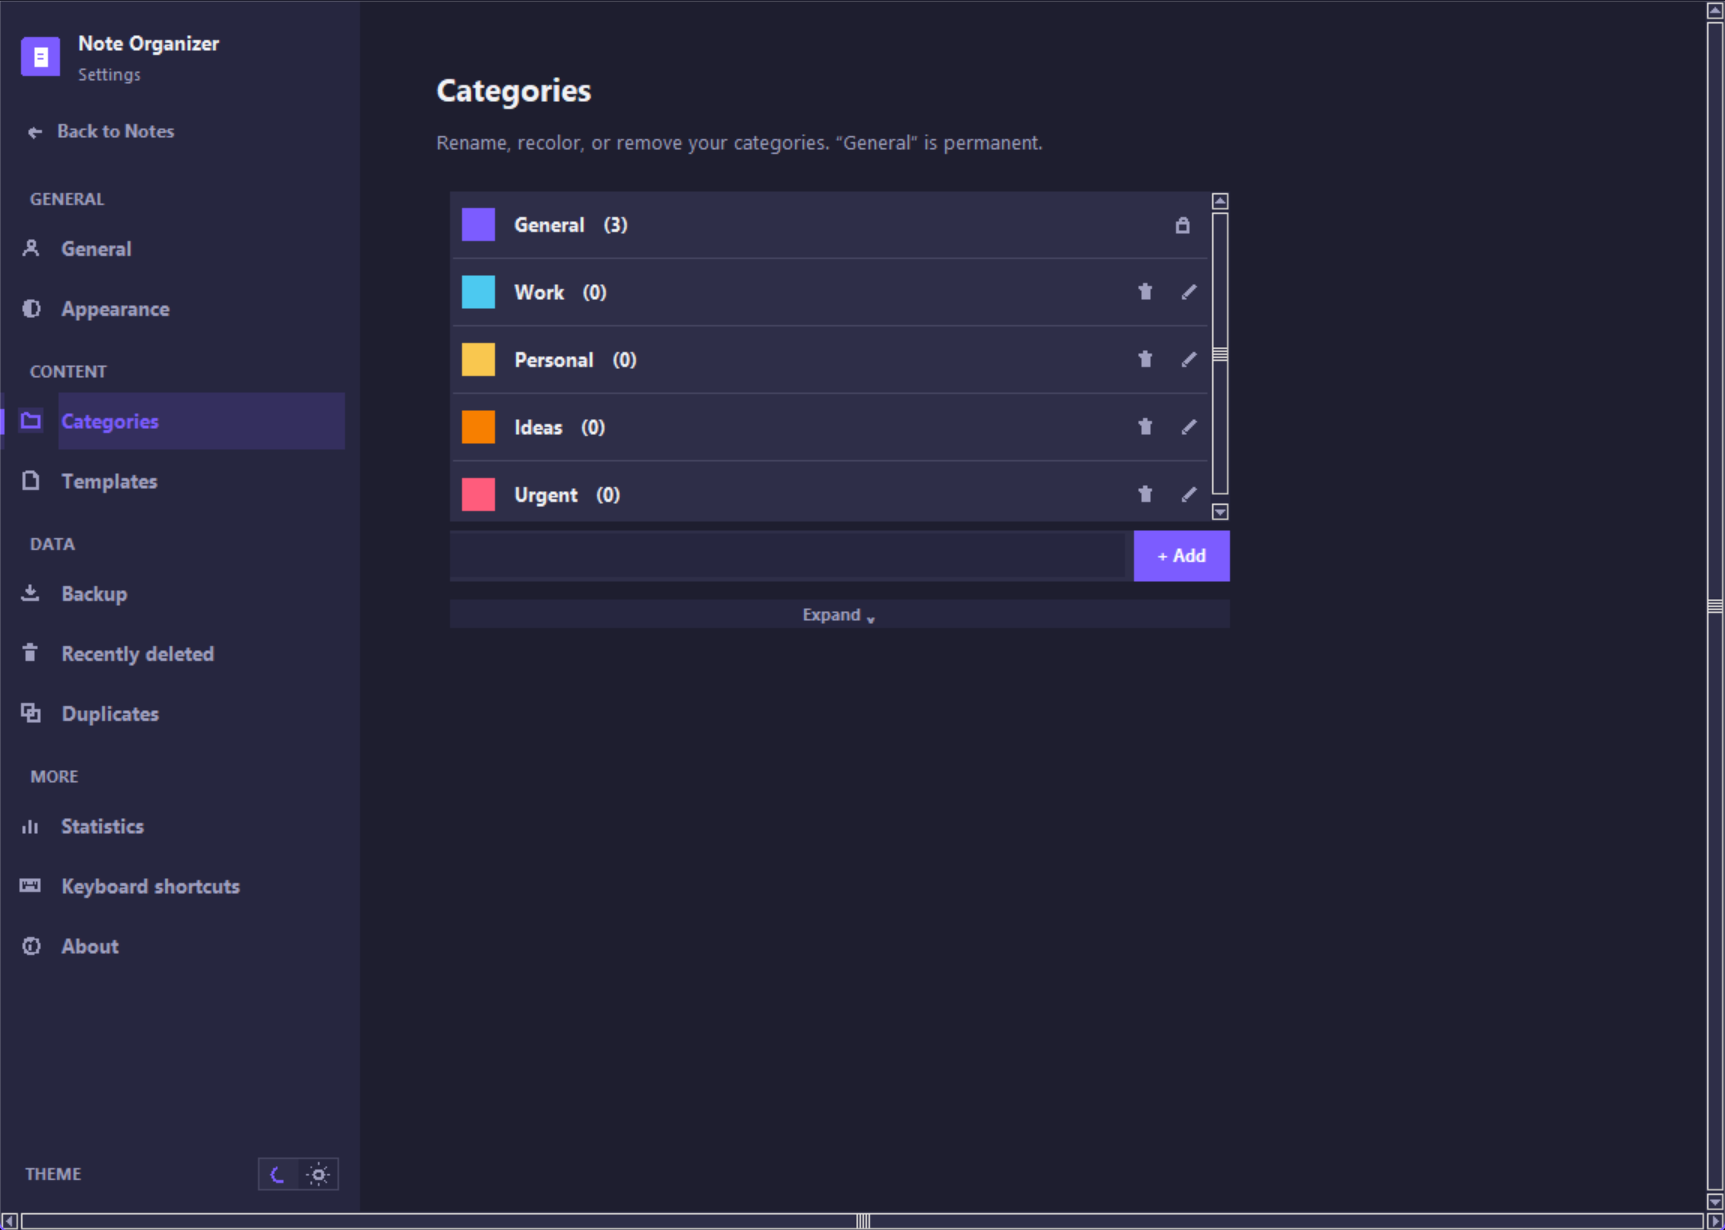 Note Organizer
Settings
Back to Notes
GENERAL
General
Appearance
CONTENT
Categories
Templates
DATA
Backup
Recently deleted
Duplicates
MORE
Statistics
Keyboard shortcuts
About
THEME
Categories
Rename, recolor, or remove your categories. "General" is permanent.
General (3)
Work (0)
Personal (0)
Ideas (0)
Urgent (0)
+ Add
Expand